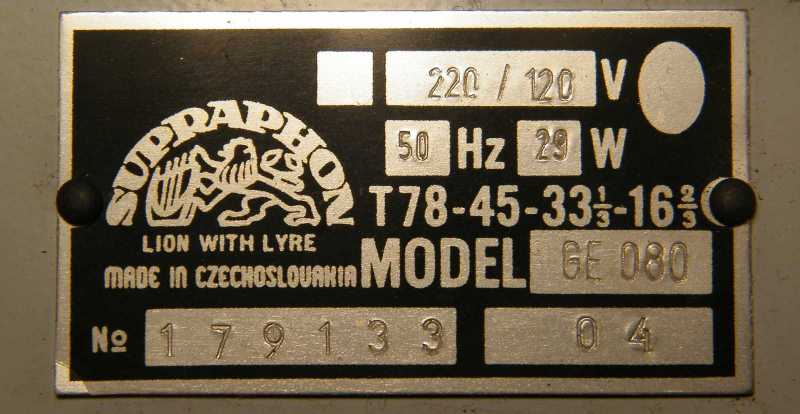 220 / 120 V
50 Hz 29 W
SUPRAPHON
T78-45-33⅓-16⅔
LION WITH LYRE
MADE IN CZECHOSLOVAKIA
MODEL GE 080
No 179133 04